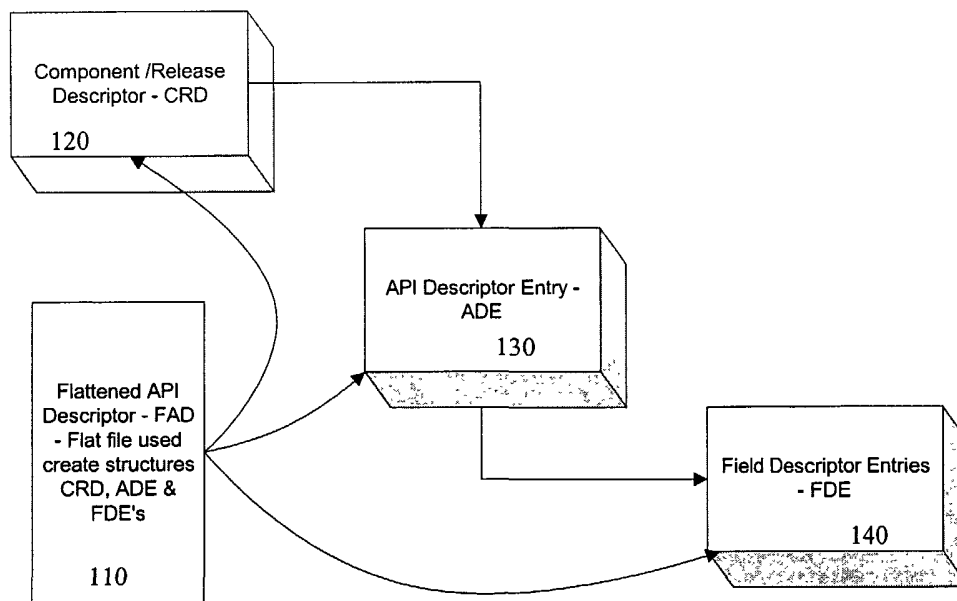 Component /Release
Descriptor - CRD
120
API Descriptor Entry -
ADE
130
Flattened API
Descriptor - FAD
- Flat file used
create structures
CRD, ADE &
FDE's
110
Field Descriptor Entries
- FDE
140